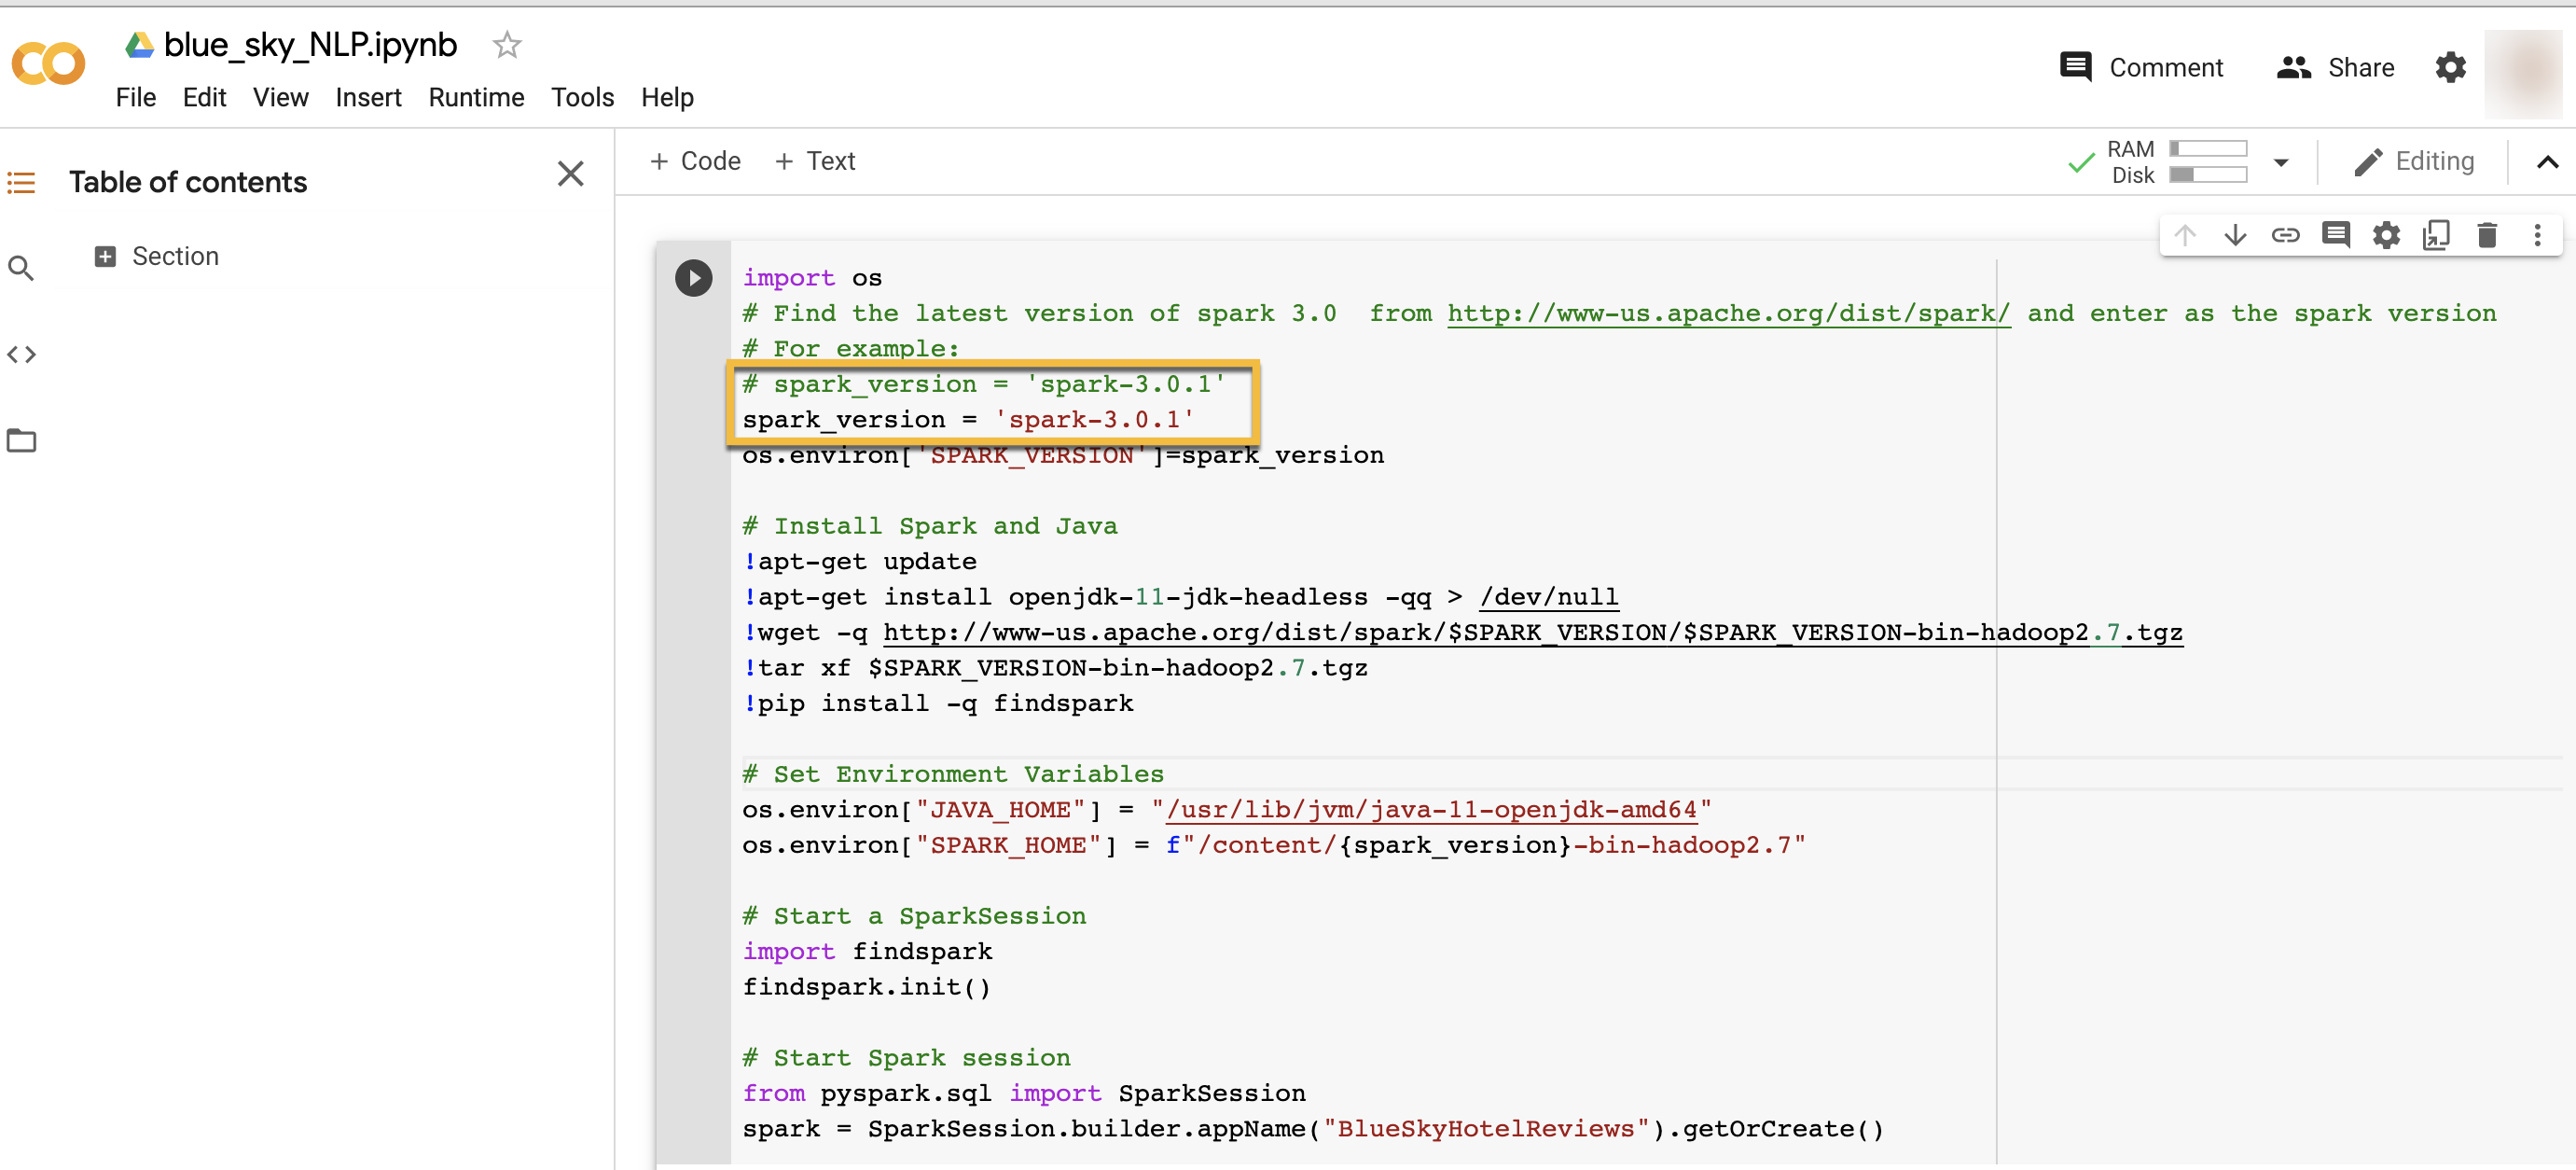 blue_sky_NLP.ipynb
File Edit View Insert Runtime Tools Help
Comment
Share
Table of contents
Section
+ Code + Text
RAM
Disk
Editing
import os
# Find the latest version of spark 3.0  from http://www-us.apache.org/dist/spark/ and enter as the spark version
# For example:
# spark_version = 'spark-3.0.1'
spark_version = 'spark-3.0.1'
os.environ['SPARK_VERSION']=spark_version
# Install Spark and Java
!apt-get update
!apt-get install openjdk-11-jdk-headless -qq > /dev/null
!wget -q http://www-us.apache.org/dist/spark/$SPARK_VERSION/$SPARK_VERSION-bin-hadoop2.7.tgz
!tar xf $SPARK_VERSION-bin-hadoop2.7.tgz
!pip install -q findspark
# Set Environment Variables
os.environ["JAVA_HOME"] = "/usr/lib/jvm/java-11-openjdk-amd64"
os.environ["SPARK_HOME"] = f"/content/{spark_version}-bin-hadoop2.7"
# Start a SparkSession
import findspark
findspark.init()
# Start Spark session
from pyspark.sql import SparkSession
spark = SparkSession.builder.appName("BlueSkyHotelReviews").getOrCreate()